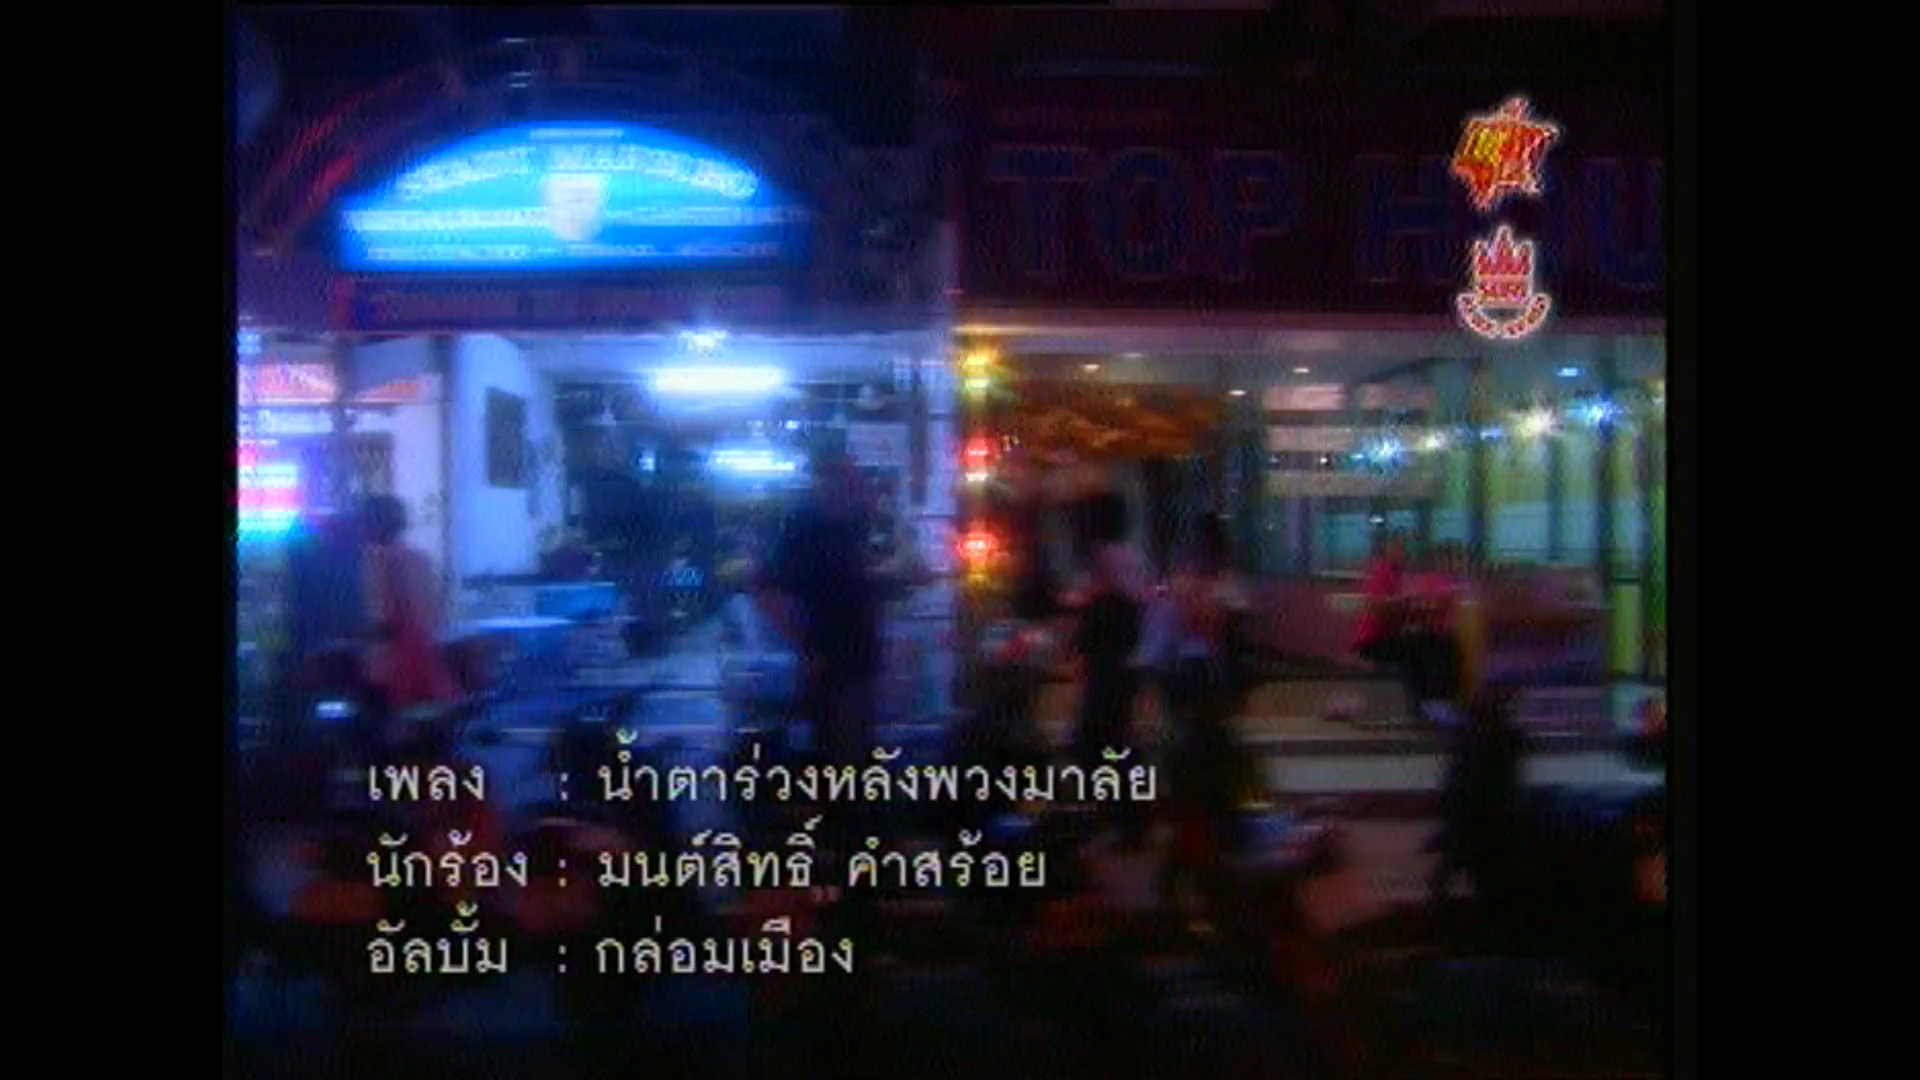 TOP H U
เพลง : น้ำตาร่วงหลังพวงมาลัย
นักร้อง : มนต์สิทธิ์ คำสร้อย
อัลบั้ม : กล่อมเมือง